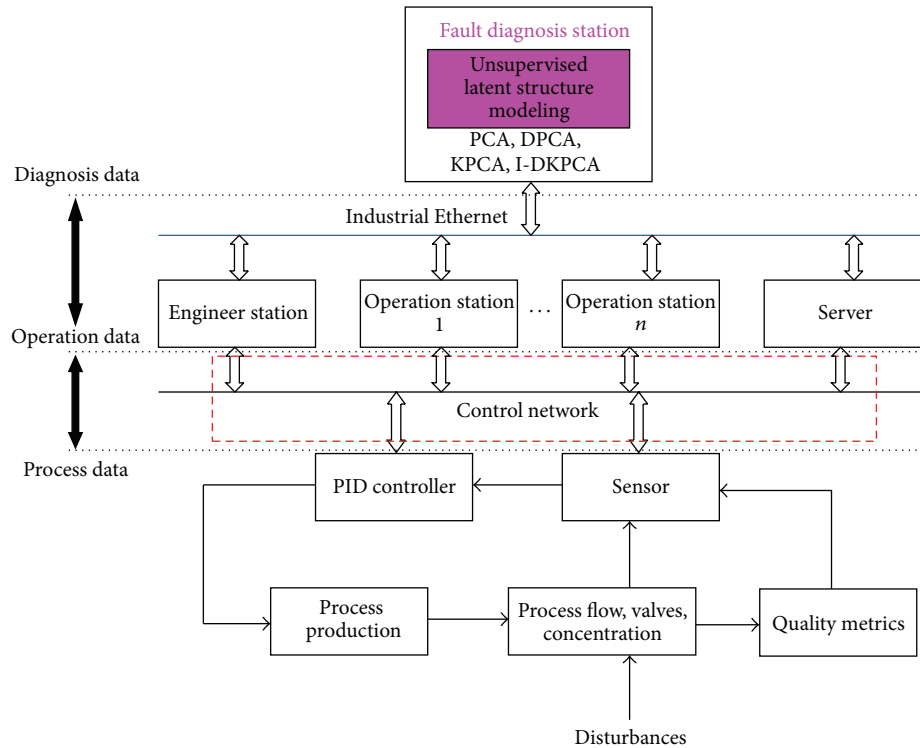 Fault diagnosis station
Unsupervised
latent structure
modeling
PCA, DPCA,
KPCA, I-DKPCA
Diagnosis data
Industrial Ethernet
Engineer station
Operation station
1
...
Operation station
n
Server
Operation data
Control network
Process data
PID controller
Sensor
Process
production
Process flow, valves,
concentration
Quality metrics
Disturbances